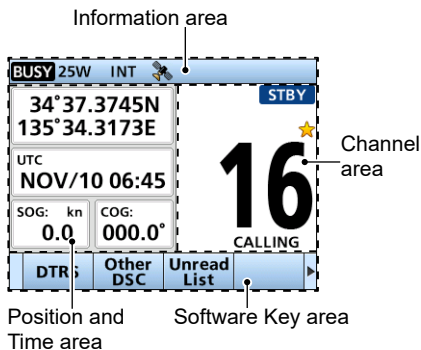 Information area
BUSY 25W INT
34°37.3745N
135°34.3173E
UTC
NOV/10 06:45
SOG: kn
0.0
COG:
000.0°
STBY
16
CALLING
Channel
area
DTRS
Other
DSC
Unread
List
Position and
Time area
Software Key area